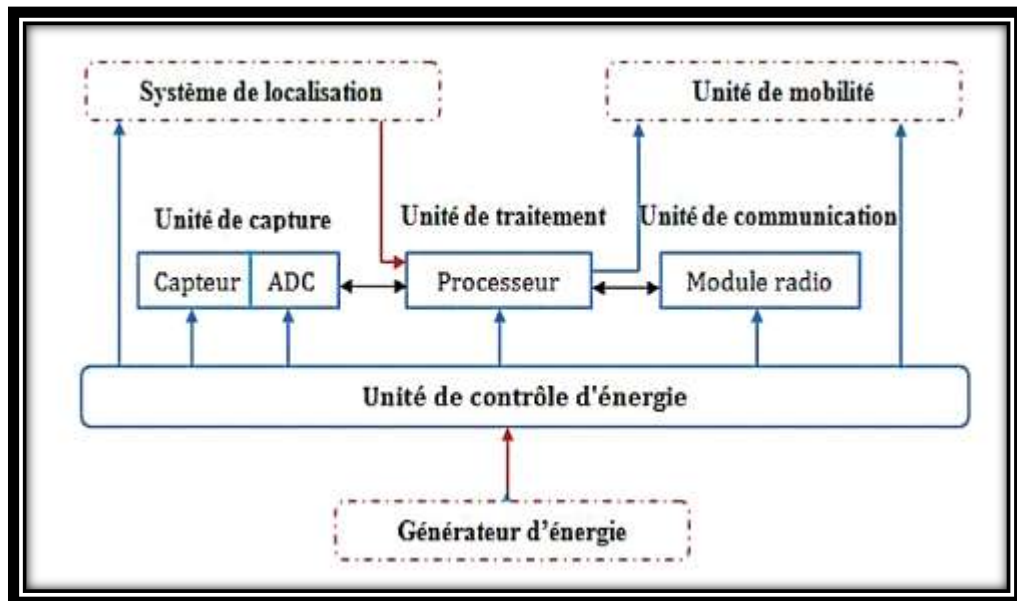 Système de localisation
Unité de mobilité
Unité de capture
Unité de traitement
Unité de communication
Capteur
ADC
Processeur
Module radio
Unité de contrôle d'énergie
Générateur d’énergie